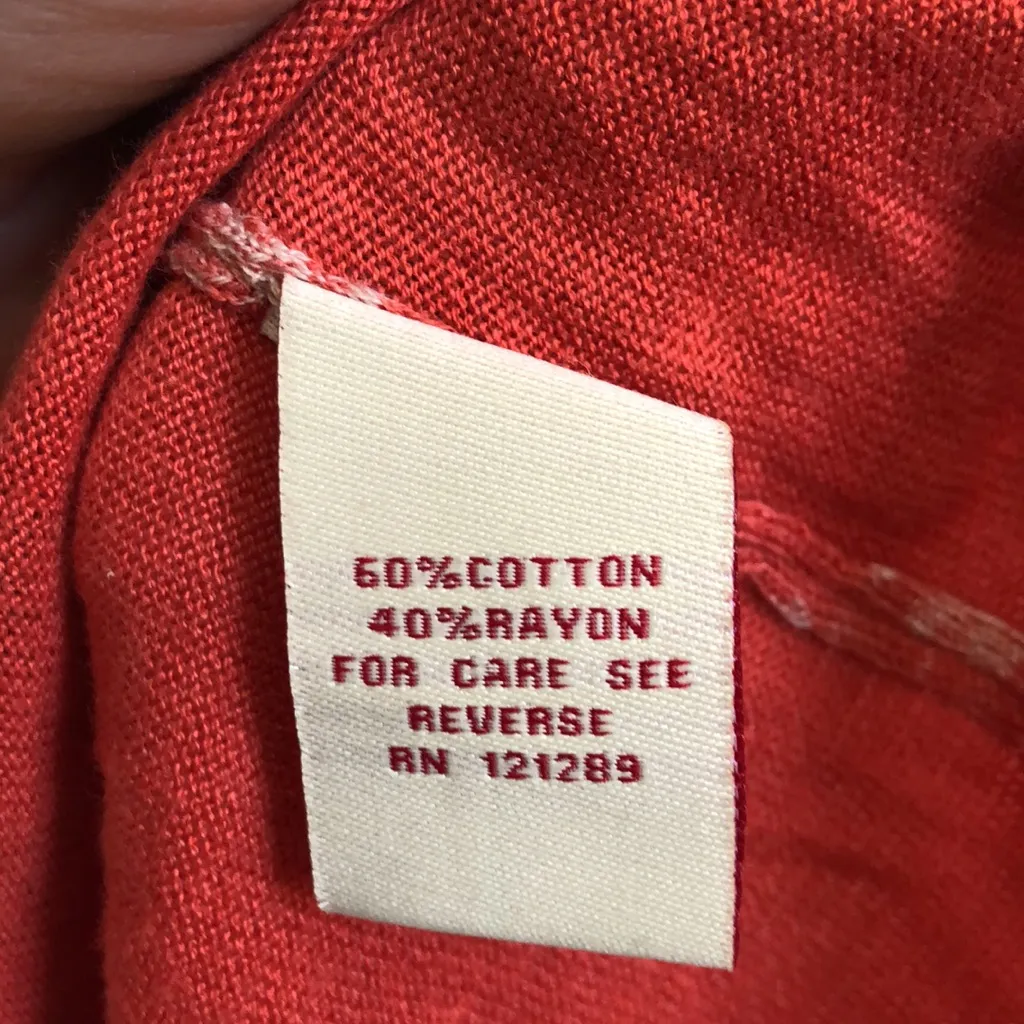 60%COTTON
40%RAYON
FOR CARE SEE
REVERSE
RN 121289